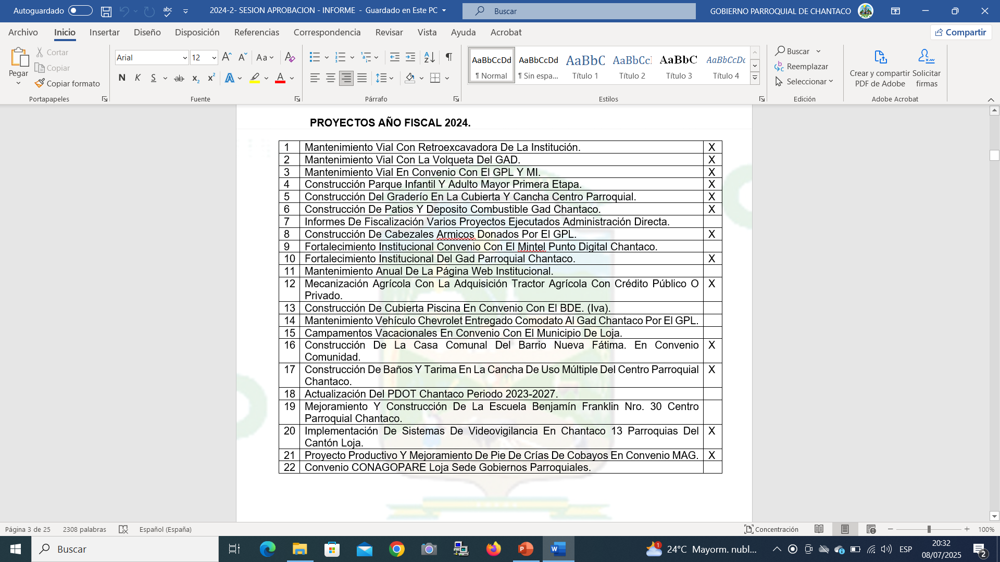 Autoguardado
abc
2024-2- SESION APROBACION - INFORME - Guardado en Este PC
Buscar
GOBIERNO PARROQUIAL DE CHANTACO
Archivo Inicio Insertar Diseño Disposición Referencias Correspondencia Revisar Vista Ayuda Acrobat Compartir
Pegar
Cortar
Copiar
Copiar formato
Portapapeles
Arial 12
Aa
N K S ab x₂ x² A A
Fuente
Párrafo
AaBbCcDd AaBbCcDd AaBbC AaBbCcl AaBbC AaBbCcDc
¶ Normal ¶ Sin espa... Título 1 Título 2 Título 3 Título 4
Estilos
Buscar
Reemplazar
Seleccionar
Edición
Crear y compartir PDF de Adobe
Solicitar firmas
Adobe Acrobat
PROYECTOS AÑO FISCAL 2024.
1 Mantenimiento Vial Con Retroexcavadora De La Institución. X
2 Mantenimiento Vial Con La Volqueta Del GAD. X
3 Mantenimiento Vial En Convenio Con El GPL Y MI. X
4 Construcción Parque Infantil Y Adulto Mayor Primera Etapa. X
5 Construcción Del Graderío En La Cubierta Y Cancha Centro Parroquial. X
6 Construcción De Patios Y Deposito Combustible Gad Chantaco. X
7 Informes De Fiscalización Varios Proyectos Ejecutados Administración Directa.
8 Construcción De Cabezales Armicos Donados Por El GPL. X
9 Fortalecimiento Institucional Convenio Con El Mintel Punto Digital Chantaco.
10 Fortalecimiento Institucional Del Gad Parroquial Chantaco. X
11 Mantenimiento Anual De La Página Web Institucional.
12 Mecanización Agrícola Con La Adquisición Tractor Agrícola Con Crédito Público O X
Privado.
13 Construcción De Cubierta Piscina En Convenio Con El BDE. (Iva).
14 Mantenimiento Vehículo Chevrolet Entregado Comodato Al Gad Chantaco Por El GPL.
15 Campamentos Vacacionales En Convenio Con El Municipio De Loja.
16 Construcción De La Casa Comunal Del Barrio Nueva Fátima. En Convenio X
Comunidad.
17 Construcción De Baños Y Tarima En La Cancha De Uso Múltiple Del Centro Parroquial X
Chantaco.
18 Actualización Del PDOT Chantaco Periodo 2023-2027.
19 Mejoramiento Y Construcción De La Escuela Benjamín Franklin Nro. 30 Centro
Parroquial Chantaco.
20 Implementación De Sistemas De Videovigilancia En Chantaco 13 Parroquias Del X
Cantón Loja.
21 Proyecto Productivo Y Mejoramiento De Pie De Crías De Cobayos En Convenio MAG. X
22 Convenio CONAGOPARE Loja Sede Gobiernos Parroquiales.
Página 3 de 25 2308 palabras Español (España) Concentración 100%
Buscar
24°C Mayorm. nubl...
ESP
20:32
08/07/2025
2